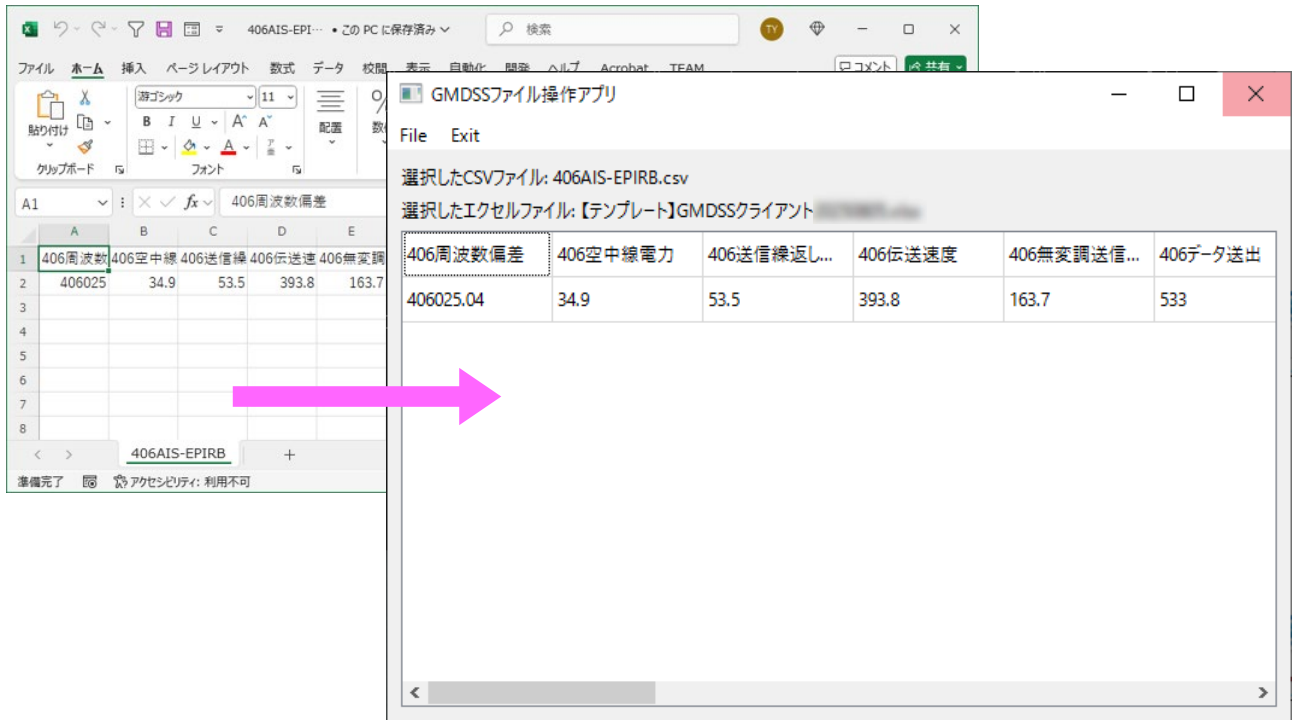 406AIS-EPI… • この PC に保存済み
検索
TY
ファイル ホーム 挿入 ページ レイアウト 数式 データ 校閲 表示 自動化 開発 ヘルプ Acrobat TEAM
コメント 共有
貼り付け
クリップボード
游ゴシック 11
B I U A A
A
フォント
配置
A1
fx 406周波数偏差
A B C D E
1 406周波数 406空中線 406送信繰 406伝送速 406無変調
2 406025 34.9 53.5 393.8 163.7
3
4
5
6
7
8
406AIS-EPIRB
準備完了 アクセシビリティ: 利用不可
GMDSSファイル操作アプリ
File Exit
選択したCSVファイル: 406AIS-EPIRB.csv
選択したエクセルファイル: 【テンプレート】GMDSSクライアント
406周波数偏差 406空中線電力 406送信繰返し... 406伝送速度 406無変調送信... 406データ送出
406025.04 34.9 53.5 393.8 163.7 533